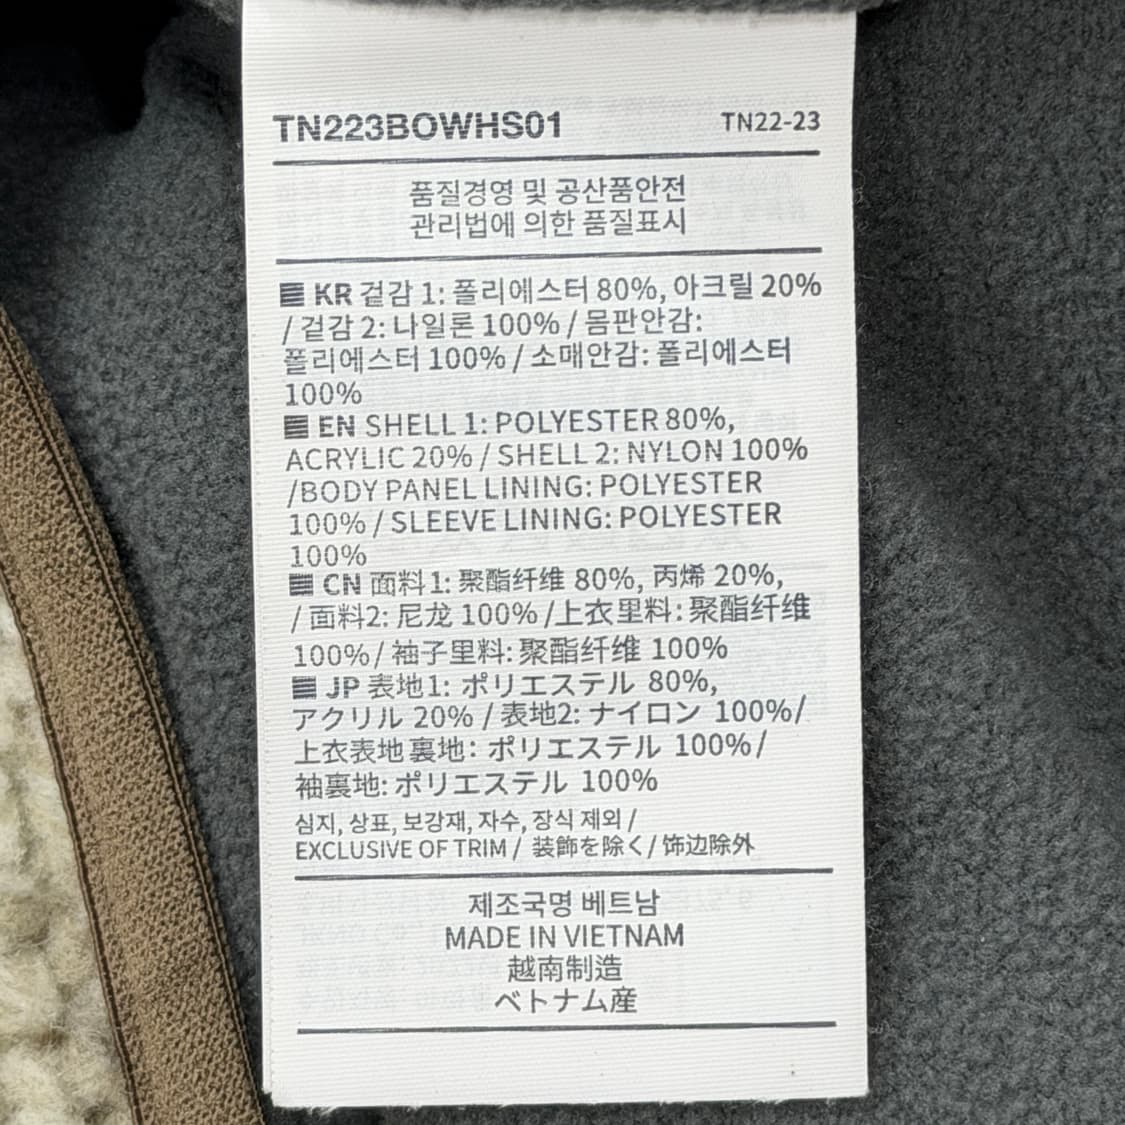 TN223BOWHS01 TN22-23
품질경영 및 공산품안전
관리법에 의한 품질표시
KR 겉감 1: 폴리에스터 80%, 아크릴 20%
/ 겉감 2: 나일론 100% / 몸판안감:
폴리에스터 100% / 소매안감: 폴리에스터
100%
EN SHELL 1: POLYESTER 80%,
ACRYLIC 20% / SHELL 2: NYLON 100%
/BODY PANEL LINING: POLYESTER
100% / SLEEVE LINING: POLYESTER
100%
CN 面料1: 聚酯纤维 80%, 丙烯 20%,
/ 面料2: 尼龙 100% /上衣里料: 聚酯纤维
100% / 袖子里料: 聚酯纤维 100%
JP 表地1: ポリエステル 80%,
アクリル 20% / 表地2: ナイロン 100%/
上衣表地 裏地: ポリエステル 100% /
袖裏地: ポリエステル 100%
심지, 상표, 보강재, 자수, 장식 제외 /
EXCLUSIVE OF TRIM / 装飾を除く / 饰边除外
제조국명 베트남
MADE IN VIETNAM
越南制造
ベトナム産